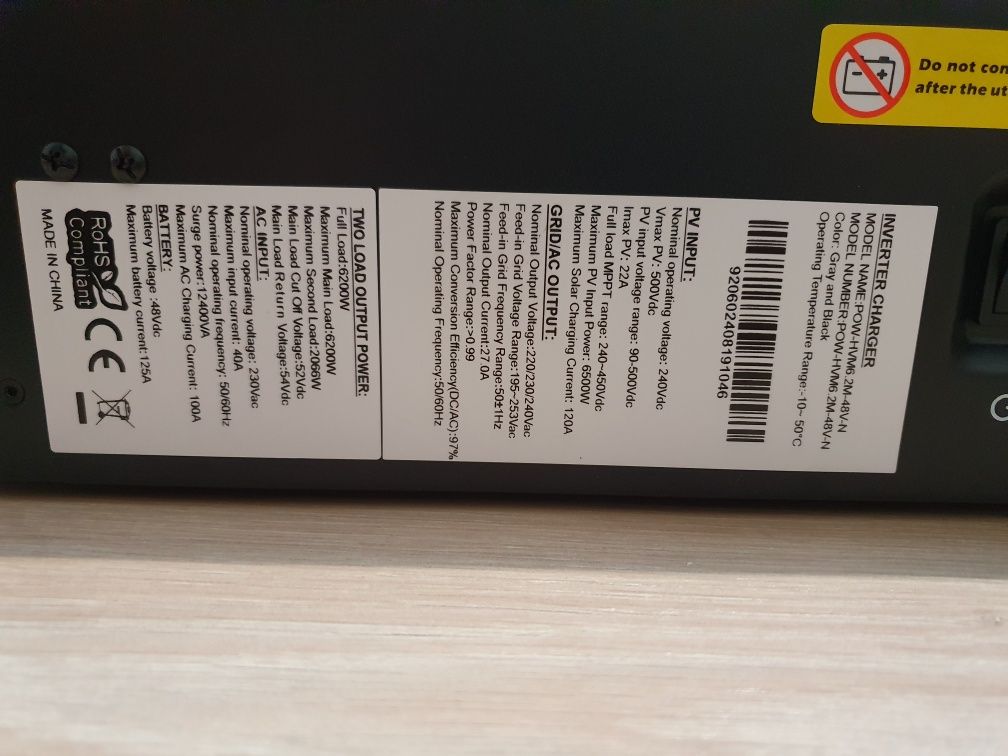 INVERTER CHARGER
MODEL NAME:POW-HVM6.2M-48V-N
MODEL NUMBER:POW-HVM6.2M-48V-N
Color: Gray and Black
Operating Temperature Range:-10~ 50°C
920602408191046
PV INPUT:
Nominal operating voltage: 240Vdc
Vmax PV: 500Vdc
PV input voltage range: 90-500Vdc
Imax PV: 22A
Full load MPPT range: 240-450Vdc
Maximum PV Input Power: 6500W
Maximum Solar Charging Current: 120A
GRID/AC OUTPUT:
Nominal Output Voltage:220/230/240Vac
Feed-in Grid Voltage Range:195~253Vac
Feed-in Grid Frequency Range:50±1Hz
Nominal Output Current:27.0A
Power Factor Range:>0.99
Maximum Conversion Efficiency(DC/AC):97%
Nominal Operating Frequency:50/60Hz
TWO LOAD OUTPUT POWER:
Full Load:6200W
Maximum Main Load:6200W
Maximum Second Load:2066W
Main Load Cut Off Voltage:52Vdc
Main Load Return Voltage:54Vdc
AC INPUT:
Nominal operating voltage: 230Vac
Maximum input current: 40A
Nominal operating frequency: 50/60Hz
Surge power:12400VA
Maximum AC Charging Current: 100A
BATTERY:
Battery voltage :48Vdc
Maximum battery current:125A
RoHS
Compliant
CE
MADE IN CHINA
Do not con
after the ut